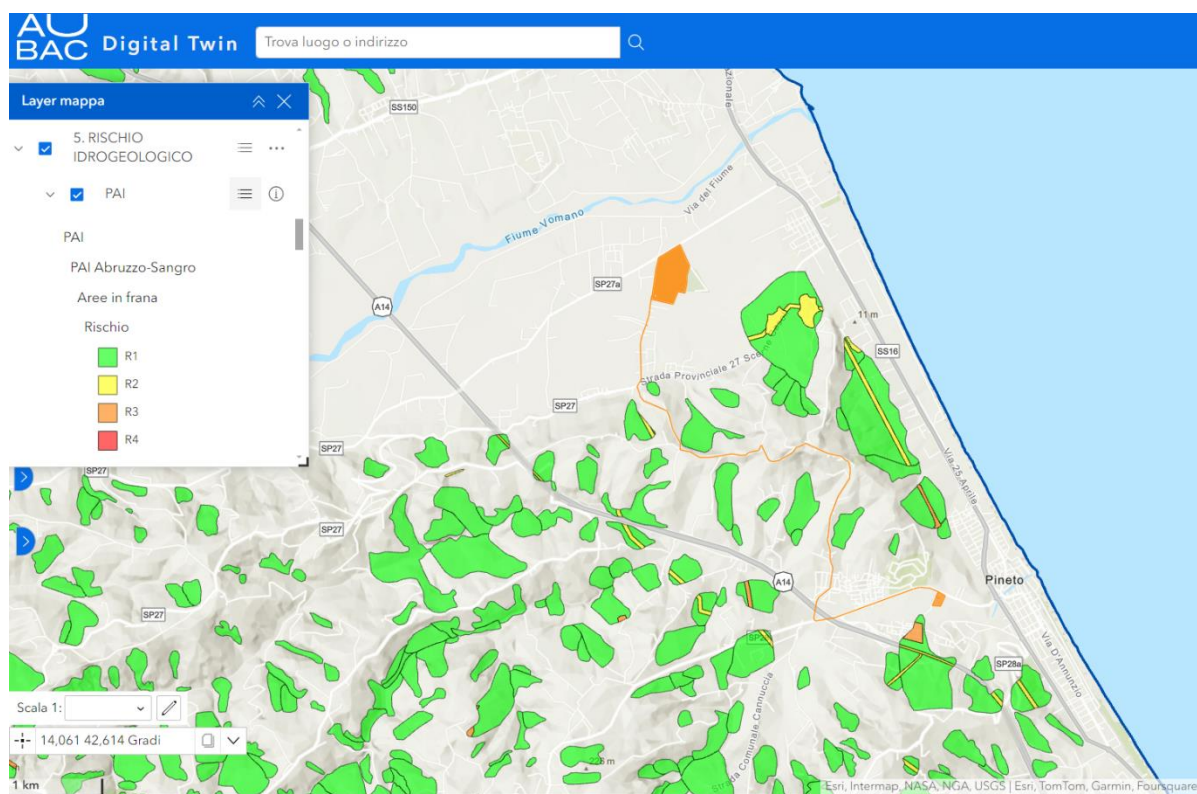 AU
BAC Digital Twin
Trova luogo o indirizzo
Layer mappa
5. RISCHIO
IDROGEOLOGICO
PAI
PAI
PAI Abruzzo-Sangro
Aree in frana
Rischio
R1
R2
R3
R4
SS150
Via del Fiume
Fiume Vomano
SP27a
A14
11 m
SS16
Strada Provinciale 27 Scerne
SP27
SP27
SP27
SP27
Via 25 Aprile
A14
Pineto
SP27
SP28a
Via D'Annunzio
Strada Comunale Cannuccia
Scala 1:
14,061 42,614 Gradi
1 km
Esri, Intermap, NASA, NGA, USGS | Esri, TomTom, Garmin, Foursquare